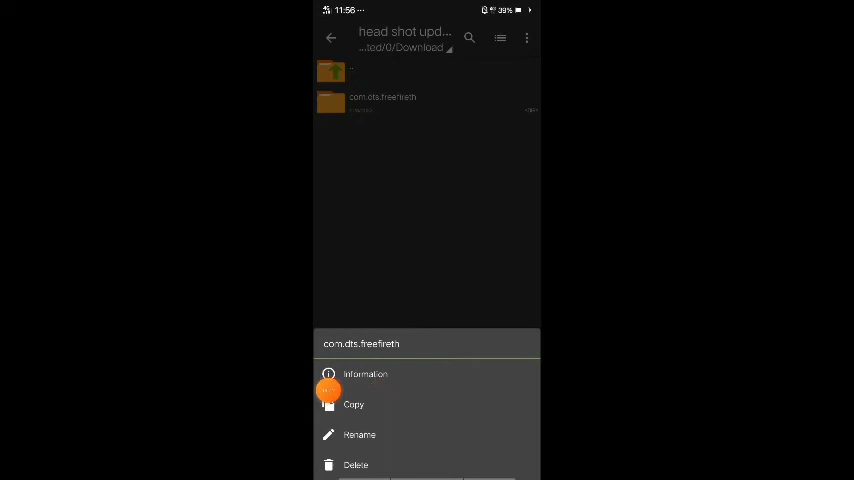 11:56 ···
39%
head shot upd...
...ted/0/Download
..
com.dts.freefireth
com.dts.freefireth
Information
Copy
Rename
Delete